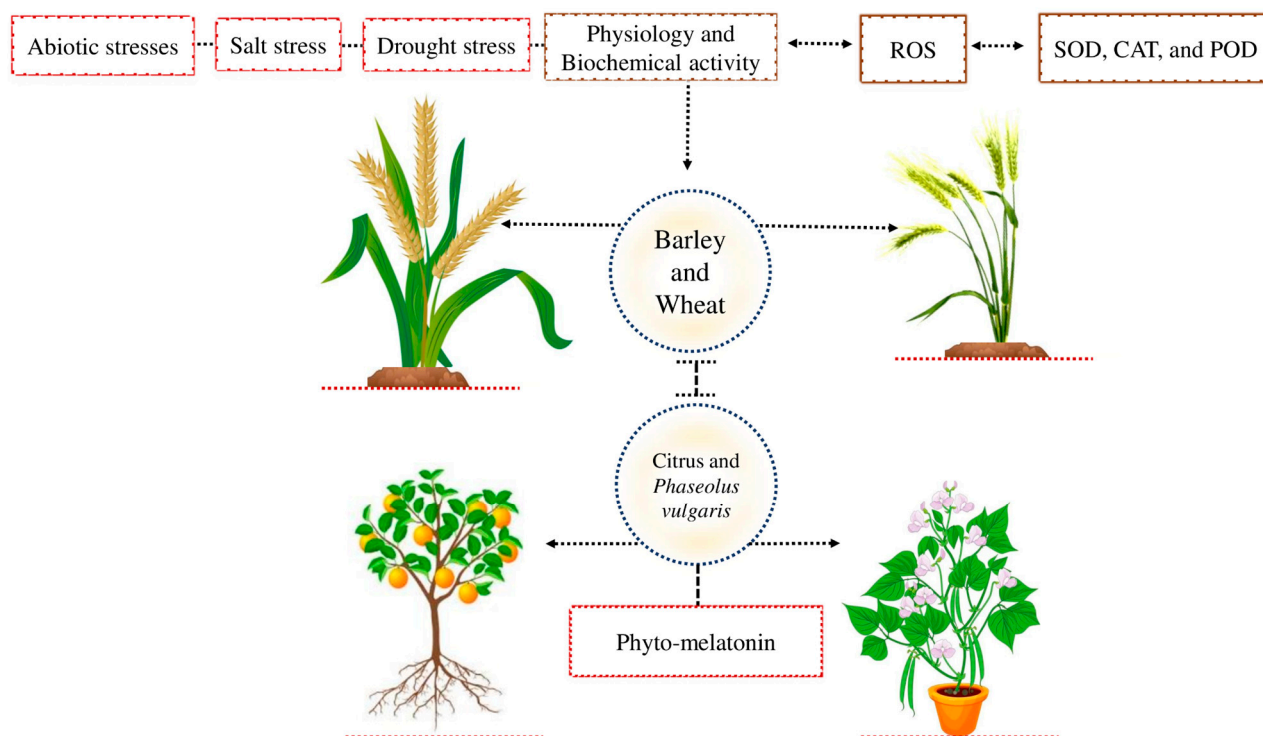 Abiotic stresses
Salt stress
Drought stress
Physiology and
Biochemical activity
ROS
SOD, CAT, and POD
Barley
and
Wheat
Citrus and
Phaseolus
vulgaris
Phyto-melatonin